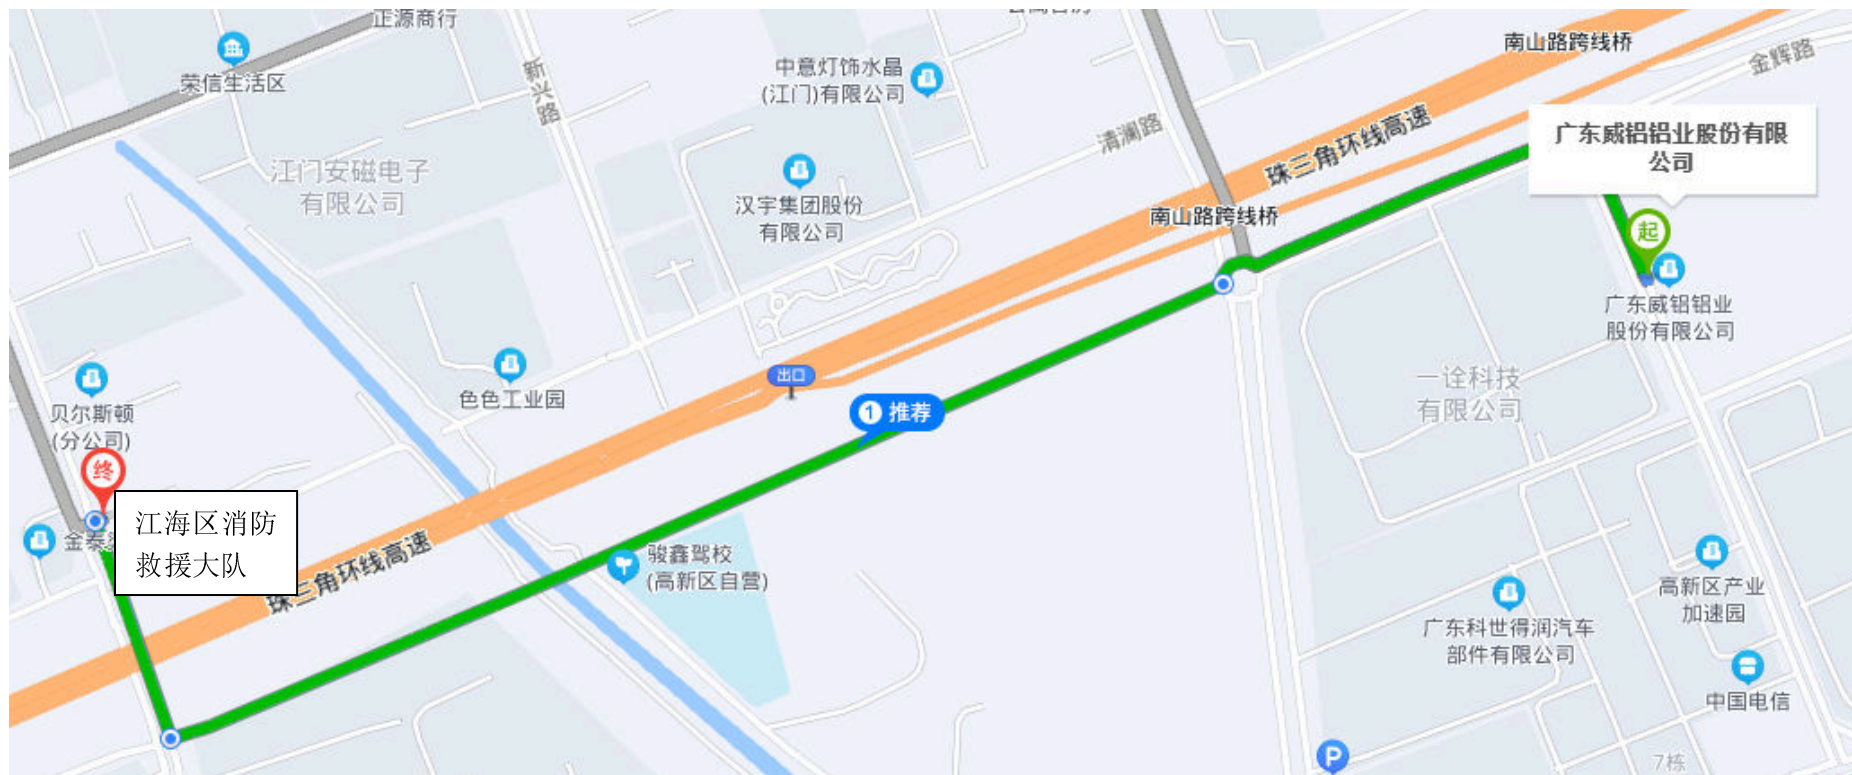 正源商行
荣信生活区
新兴路
中意灯饰水晶
(江门)有限公司
南山路跨线桥
金辉路
清澜路
珠三角环线高速
广东威铝铝业股份有限
公司
江门安磁电子
有限公司
汉宇集团股份
有限公司
南山路跨线桥
起
广东威铝铝业
股份有限公司
出口
色色工业园
1 推荐
一诠科技
有限公司
贝尔斯顿
(分公司)
终
江海区消防
救援大队
金泰
珠三角环线高速
骏鑫驾校
(高新区自营)
高新区产业
加速园
广东科世得润汽车
部件有限公司
中国电信
P
7栋